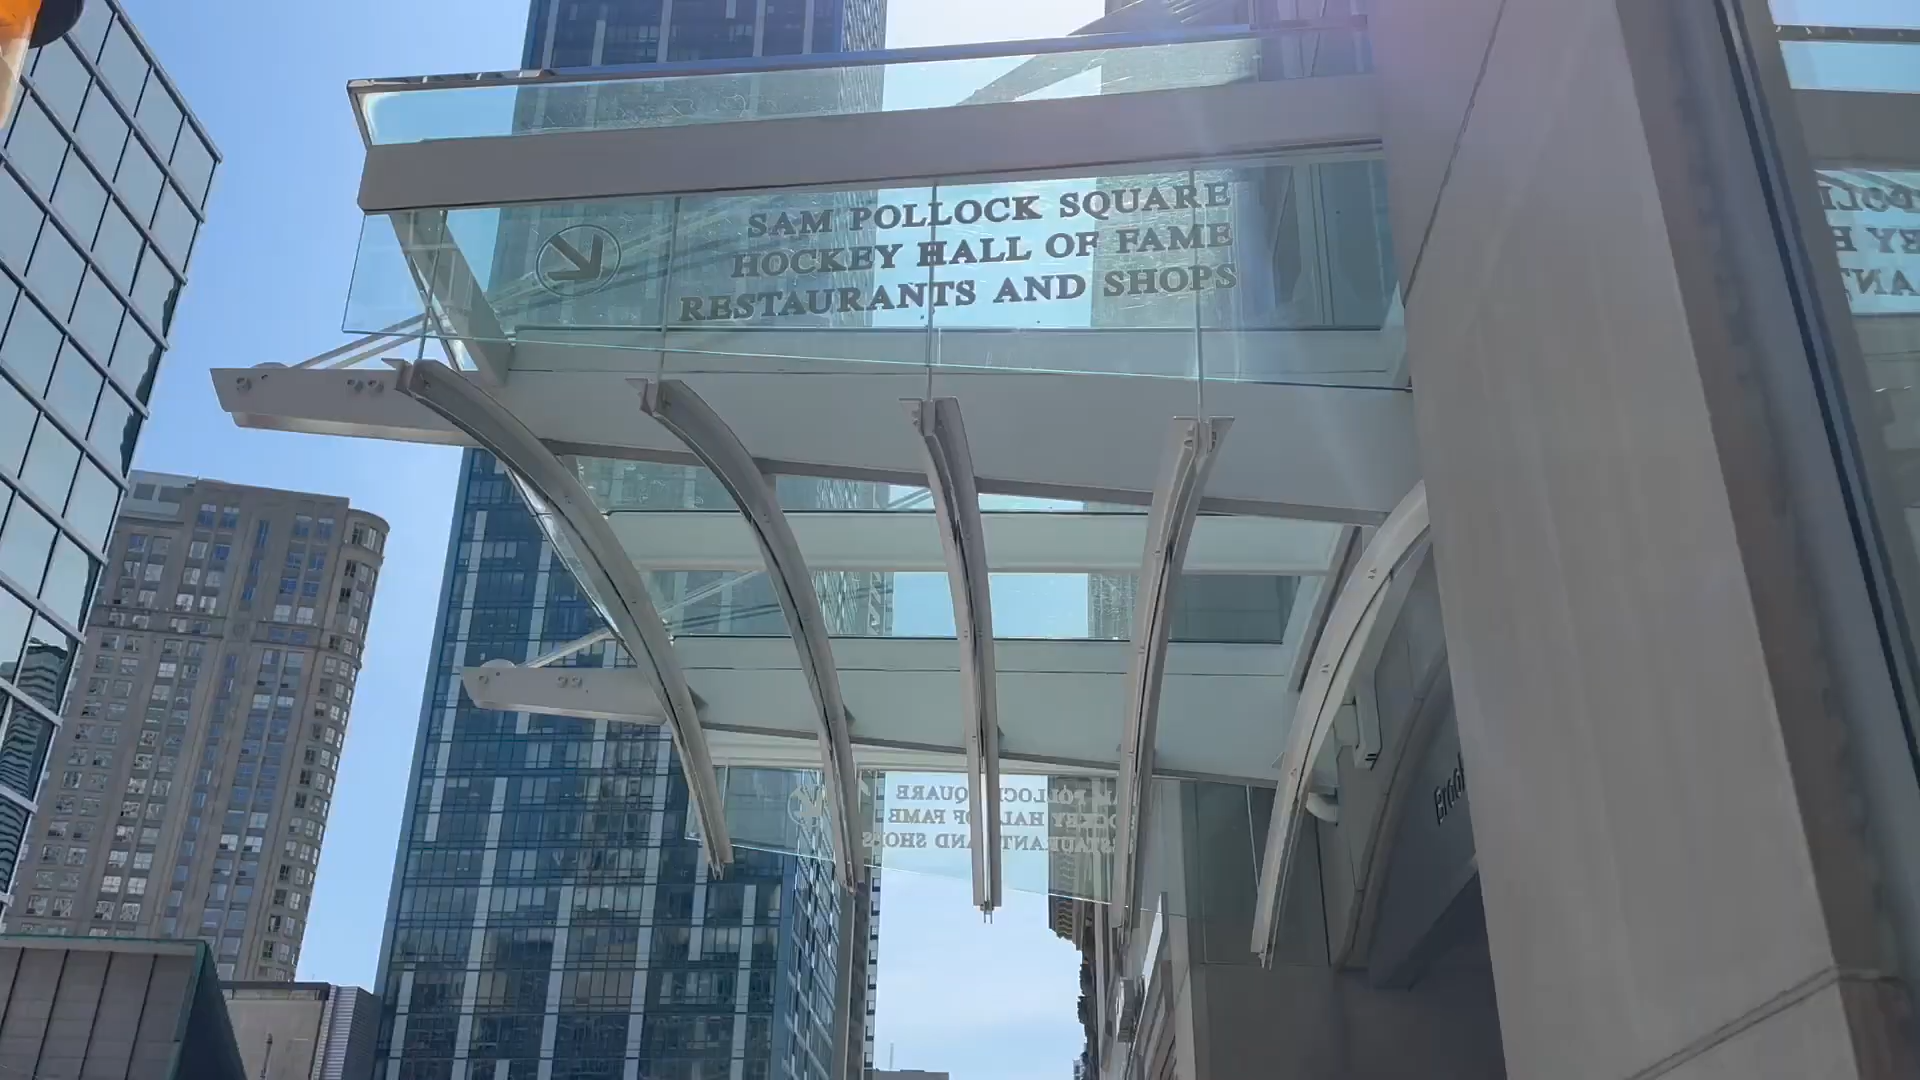 SAM POLLOCK SQUARE
HOCKEY HALL OF FAME
RESTAURANTS AND SHOPS